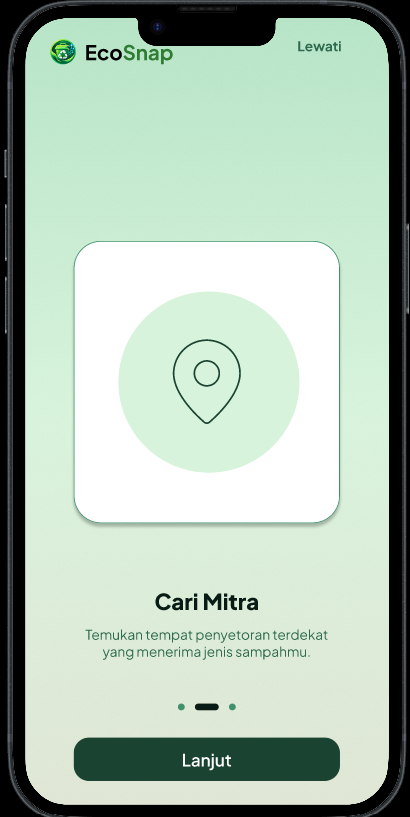 EcoSnap
Lewati
Cari Mitra
Temukan tempat penyetoran terdekat
yang menerima jenis sampahmu.
Lanjut